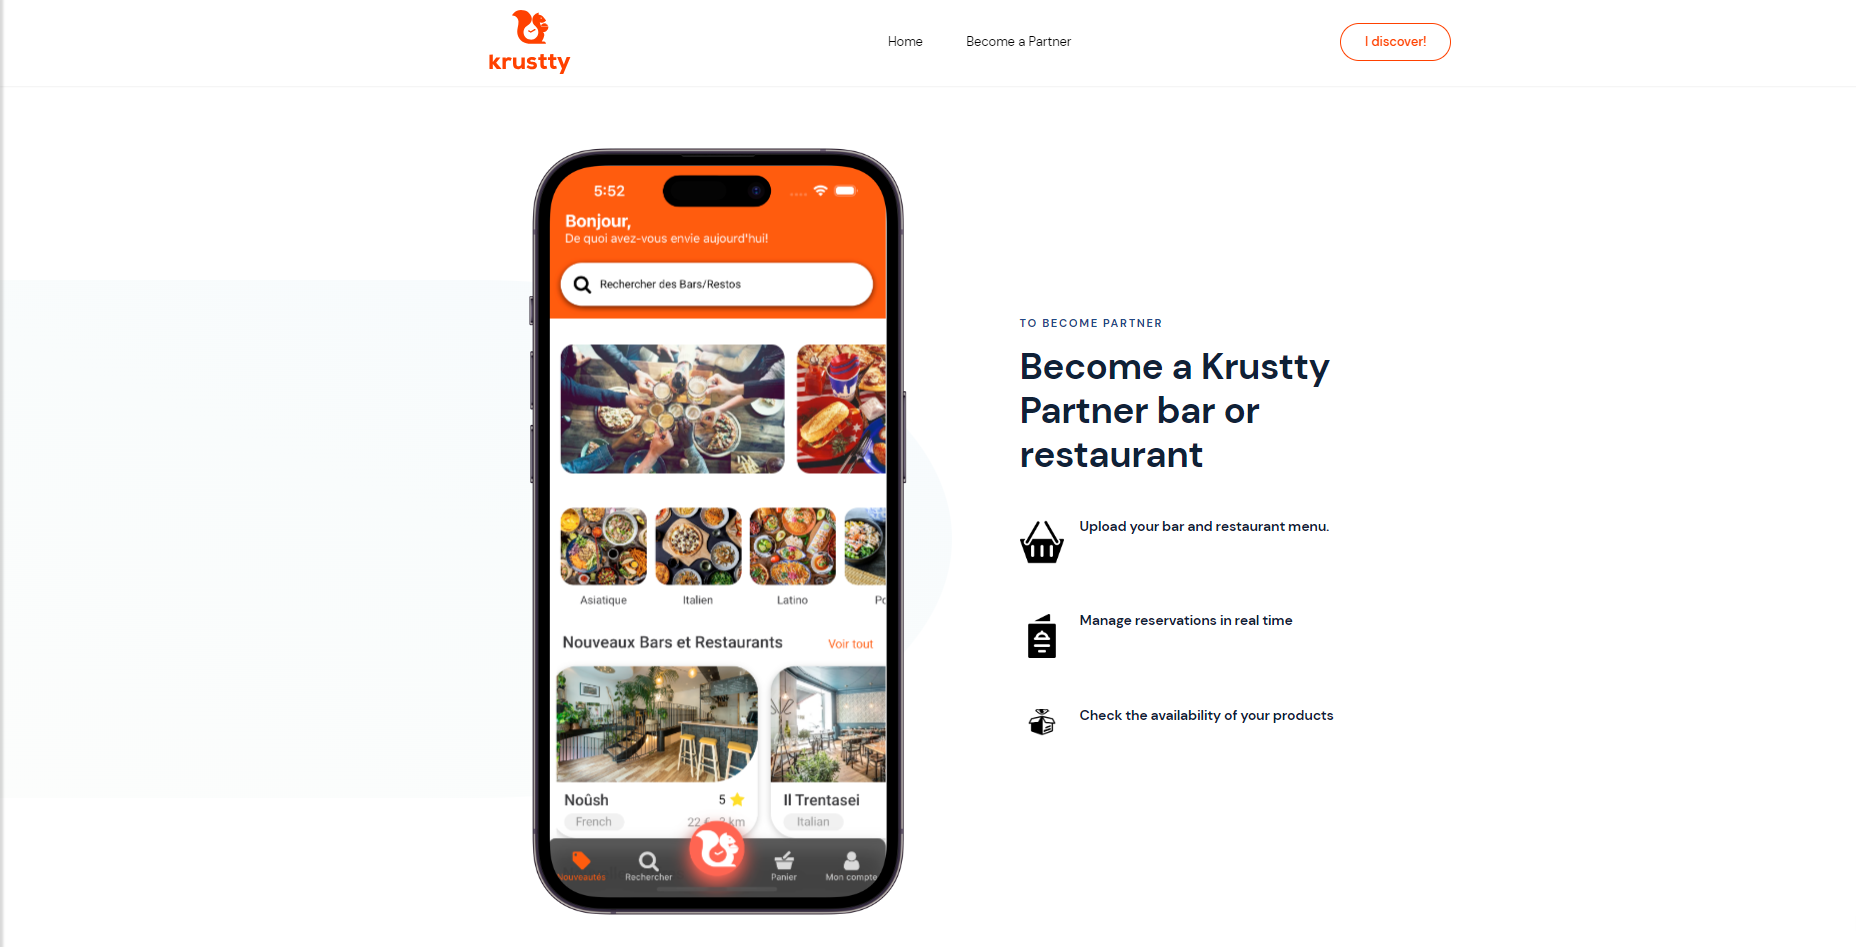 krustty
Home
Become a Partner
I discover!
5:52
Bonjour,
De quoi avez-vous envie aujourd'hui!
Rechercher des Bars/Restos
Asiatique
Italien
Latino
Nouveaux Bars et Restaurants
Voir tout
Noûsh
5
French
22 €
km
Il Trentasei
Italian
Nouveautés
Rechercher
Panier
Mon compte
TO BECOME PARTNER
Become a Krustty
Partner bar or
restaurant
Upload your bar and restaurant menu.
Manage reservations in real time
Check the availability of your products